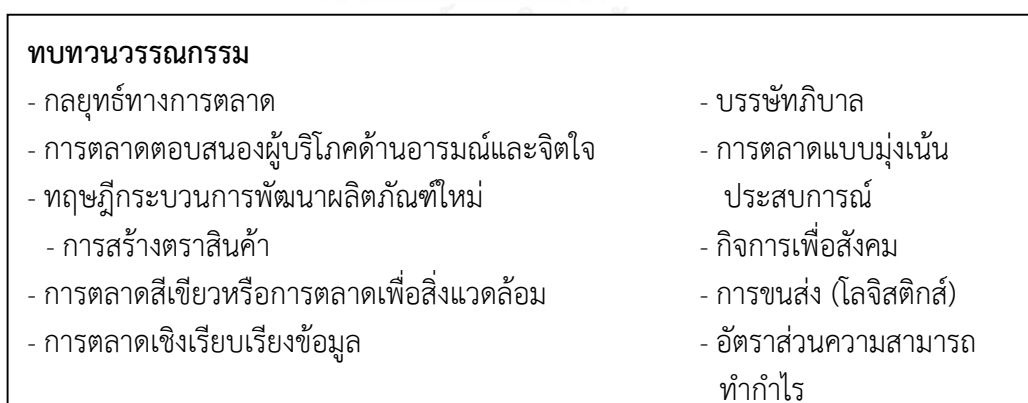 ทบทวนวรรณกรรม
- กลยุทธ์ทางการตลาด
- การตลาดตอบสนองผู้บริโภคด้านอารมณ์และจิตใจ
- ทฤษฎีกระบวนการพัฒนาผลิตภัณฑ์ใหม่
- การสร้างตราสินค้า
- การตลาดสีเขียวหรือการตลาดเพื่อสิ่งแวดล้อม
- การตลาดเชิงเรียบเรียงข้อมูล
- บรรษัทภิบาล
- การตลาดแบบมุ่งเน้น
ประสบการณ์
- กิจการเพื่อสังคม
- การขนส่ง (โลจิสติกส์)
- อัตราส่วนความสามารถ
ทำกำไร